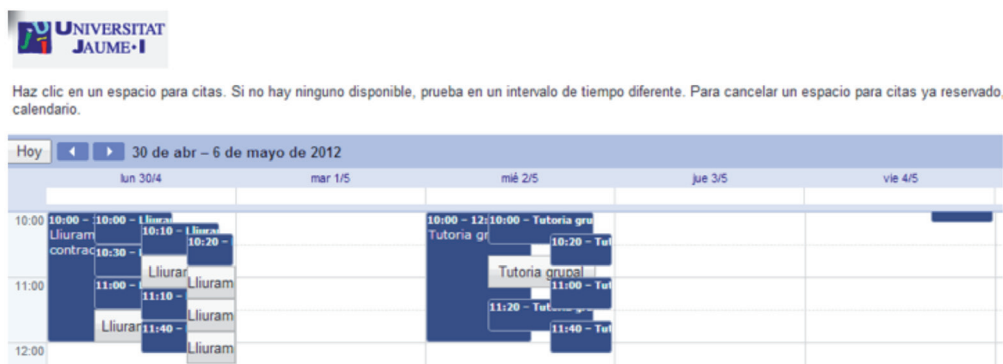 UNIVERSITAT
JAUME·I
Haz clic en un espacio para citas. Si no hay ninguno disponible, prueba en un intervalo de tiempo diferente. Para cancelar un espacio para citas ya reservado,
calendario.
Hoy 30 de abr – 6 de mayo de 2012
lun 30/4 mar 1/5 mié 2/5 jue 3/5 vie 4/5
10:00
10:00 – 10:00 – Lliura
Lliuram
contrac
10:10 – Lliura
10:20 –
10:30 –
Lliurar
Lliuram
11:00
11:00 –
11:10 –
Lliuram
Lliurar
11:40 –
Lliuram
12:00
10:00 – 12: 10:00 – Tutoria gru
Tutoria gr
10:20 – Tut
Tutoria grupal
11:00 – Tut
11:20 – Tut
11:40 – Tut